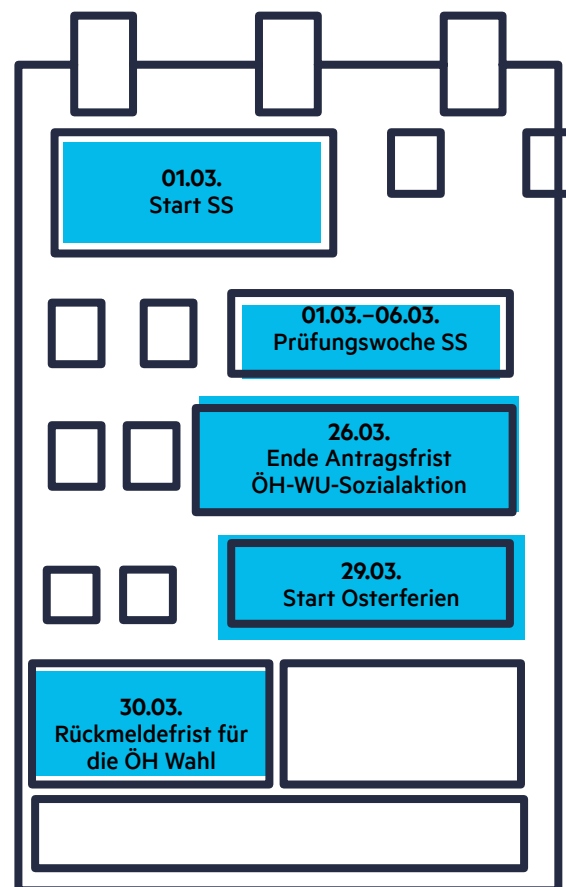 01.03.
Start SS
01.03.–06.03.
Prüfungswoche SS
26.03.
Ende Antragsfrist
ÖH-WU-Sozialaktion
29.03.
Start Osterferien
30.03.
Rückmeldefrist für
die ÖH Wahl